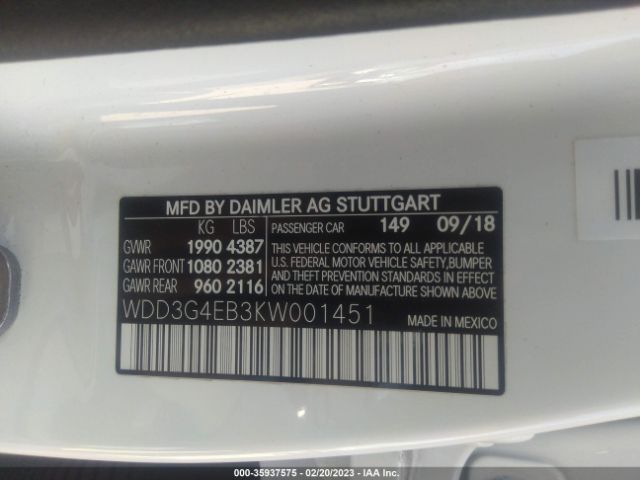 MFD BY DAIMLER AG STUTTGART
KG LBS
GVWR 1990 4387
GAWR FRONT 1080 2381
GAWR REAR 960 2116
PASSENGER CAR 149 09/18
THIS VEHICLE CONFORMS TO ALL APPLICABLE
U.S. FEDERAL MOTOR VEHICLE SAFETY, BUMPER
AND THEFT PREVENTION STANDARDS IN EFFECT
ON THE DATE OF MANUFACTURE SHOWN ABOVE
WDD3G4EB3KW001451 MADE IN MEXICO
000-35937575 - 02/20/2023 - IAA Inc.